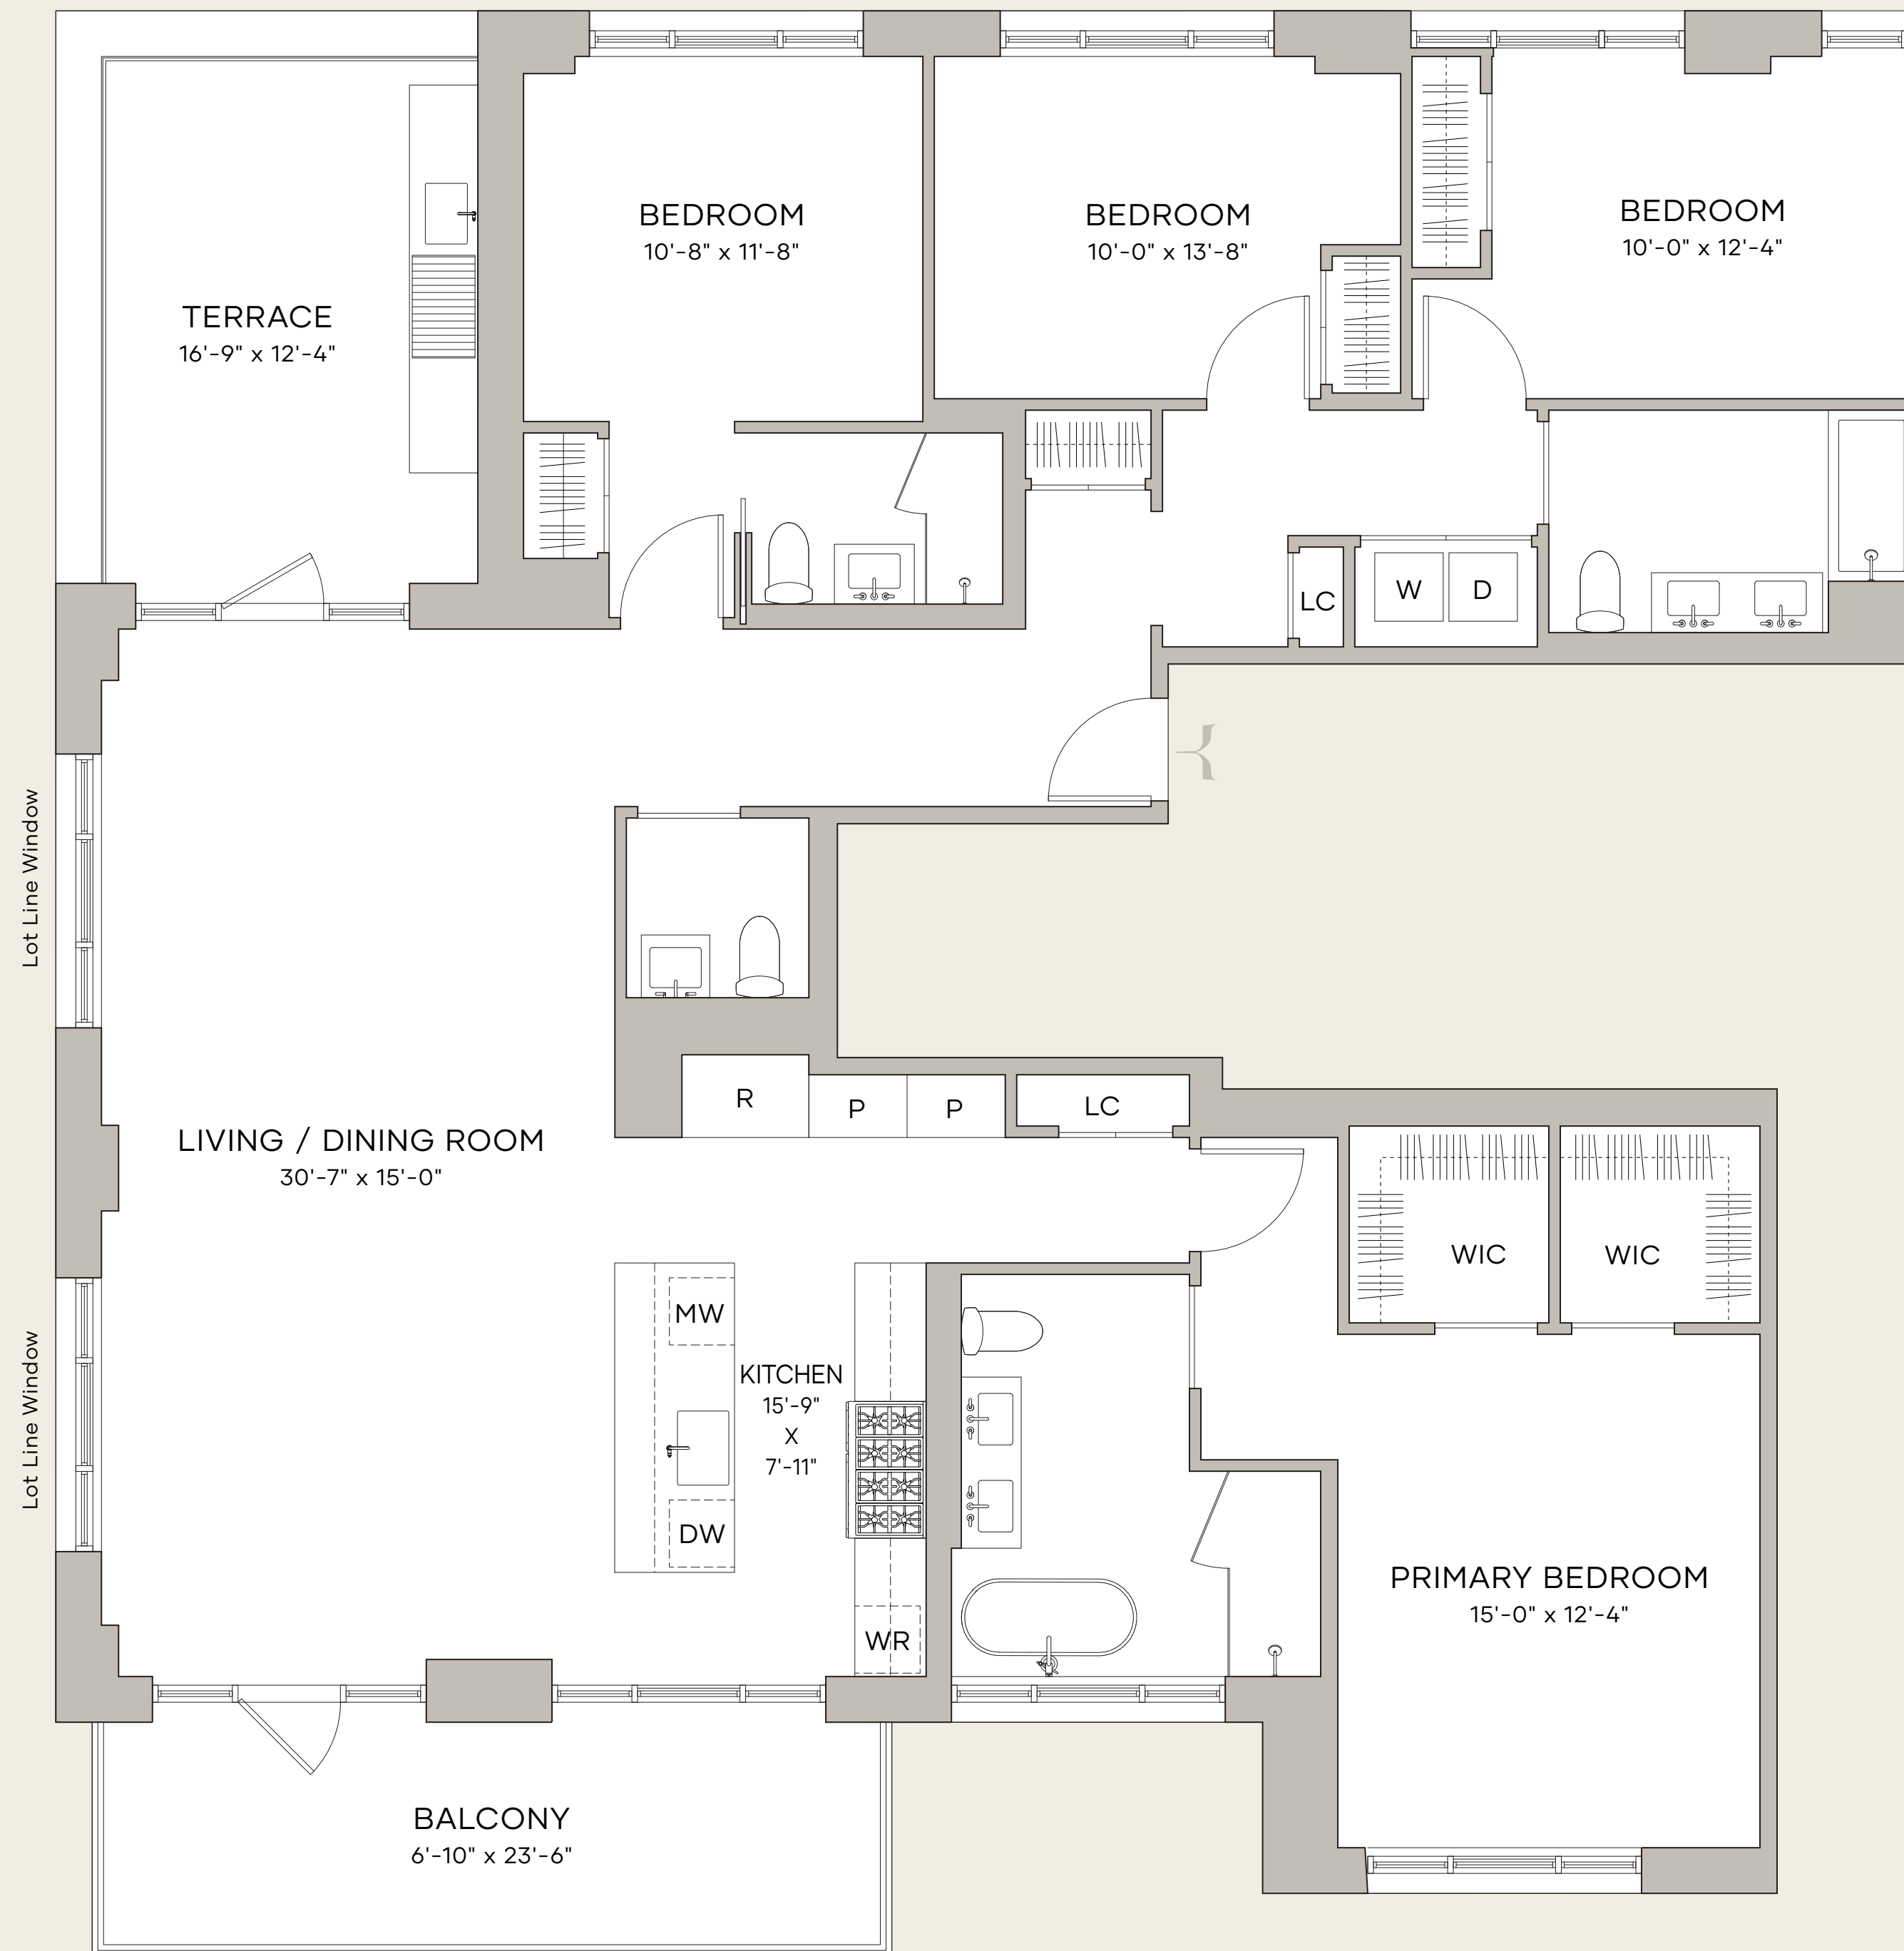 BEDROOM
10'-8" x 11'-8"
BEDROOM
10'-0" x 13'-8"
BEDROOM
10'-0" x 12'-4"
TERRACE
16'-9" x 12'-4"
LC
W
D
Lot Line Window
R
P
P
LC
LIVING / DINING ROOM
30'-7" x 15'-0"
WIC
WIC
MW
KITCHEN
15'-9"
X
7'-11"
Lot Line Window
DW
PRIMARY BEDROOM
15'-0" x 12'-4"
WR
BALCONY
6'-10" x 23'-6"